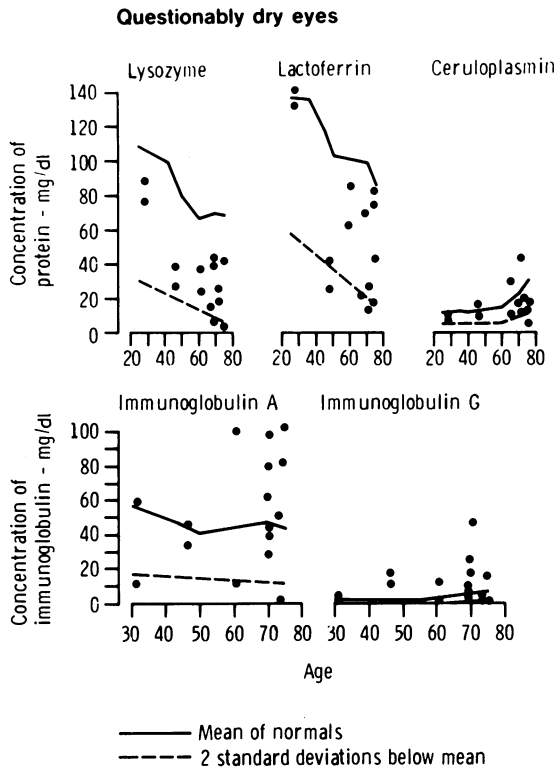 Questionably dry eyes
Lysozyme
Lactoferrin
Ceruloplasmin
Concentration of
protein - mg/dl
140
120
100
80
60
40
20
0
20 40 60 80
20 40 60 80
20 40 60 80
Immunoglobulin A
Immunoglobulin G
Concentration of
immunoglobulin - mg/dl
100
80
60
40
20
0
30 40 50 60 70 80
30 40 50 60 70 80
Age
Mean of normals
2 standard deviations below mean